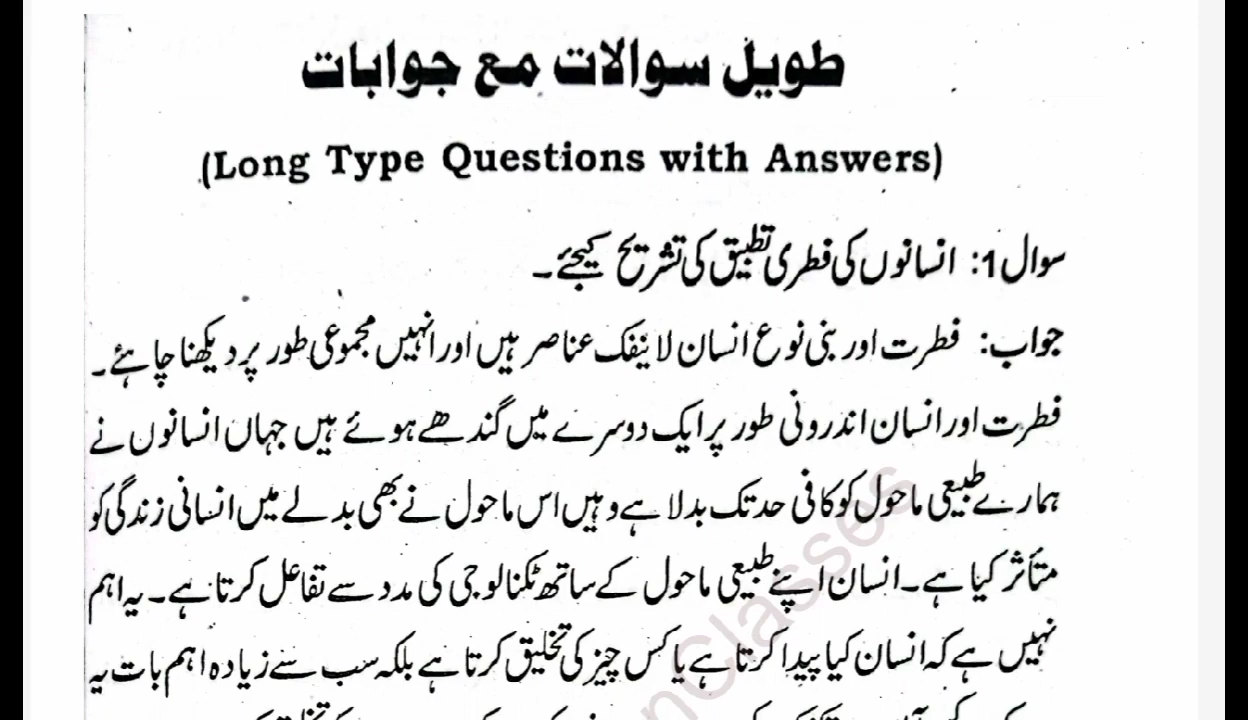 طویل سوالات مع جوابات
(Long Type Questions with Answers)
سوال 1: انسانوں کی فطری تطبیق کی تشریح کیجئے۔
جواب: فطرت اور بنی نوع انسان لاینفک عناصر ہیں اور انہیں مجموعی طور پر دیکھنا چاہئے۔
فطرت اور انسان اندرونی طور پر ایک دوسرے میں گندھے ہوئے ہیں جہاں انسانوں نے
ہمارے طبیعی ماحول کو کافی حد تک بدلا ہے وہیں اس ماحول نے بھی بدلے میں انسانی زندگی کو
متأثر کیا ہے۔ انسان اپنے طبیعی ماحول کے ساتھ ٹکنالوجی کی مدد سے تفاعل کرتا ہے۔ یہ اہم
نہیں ہے کہ انسان کیا پیدا کرتا ہے یا کس چیز کی تخلیق کرتا ہے بلکہ سب سے زیادہ اہم بات یہ
nClasses